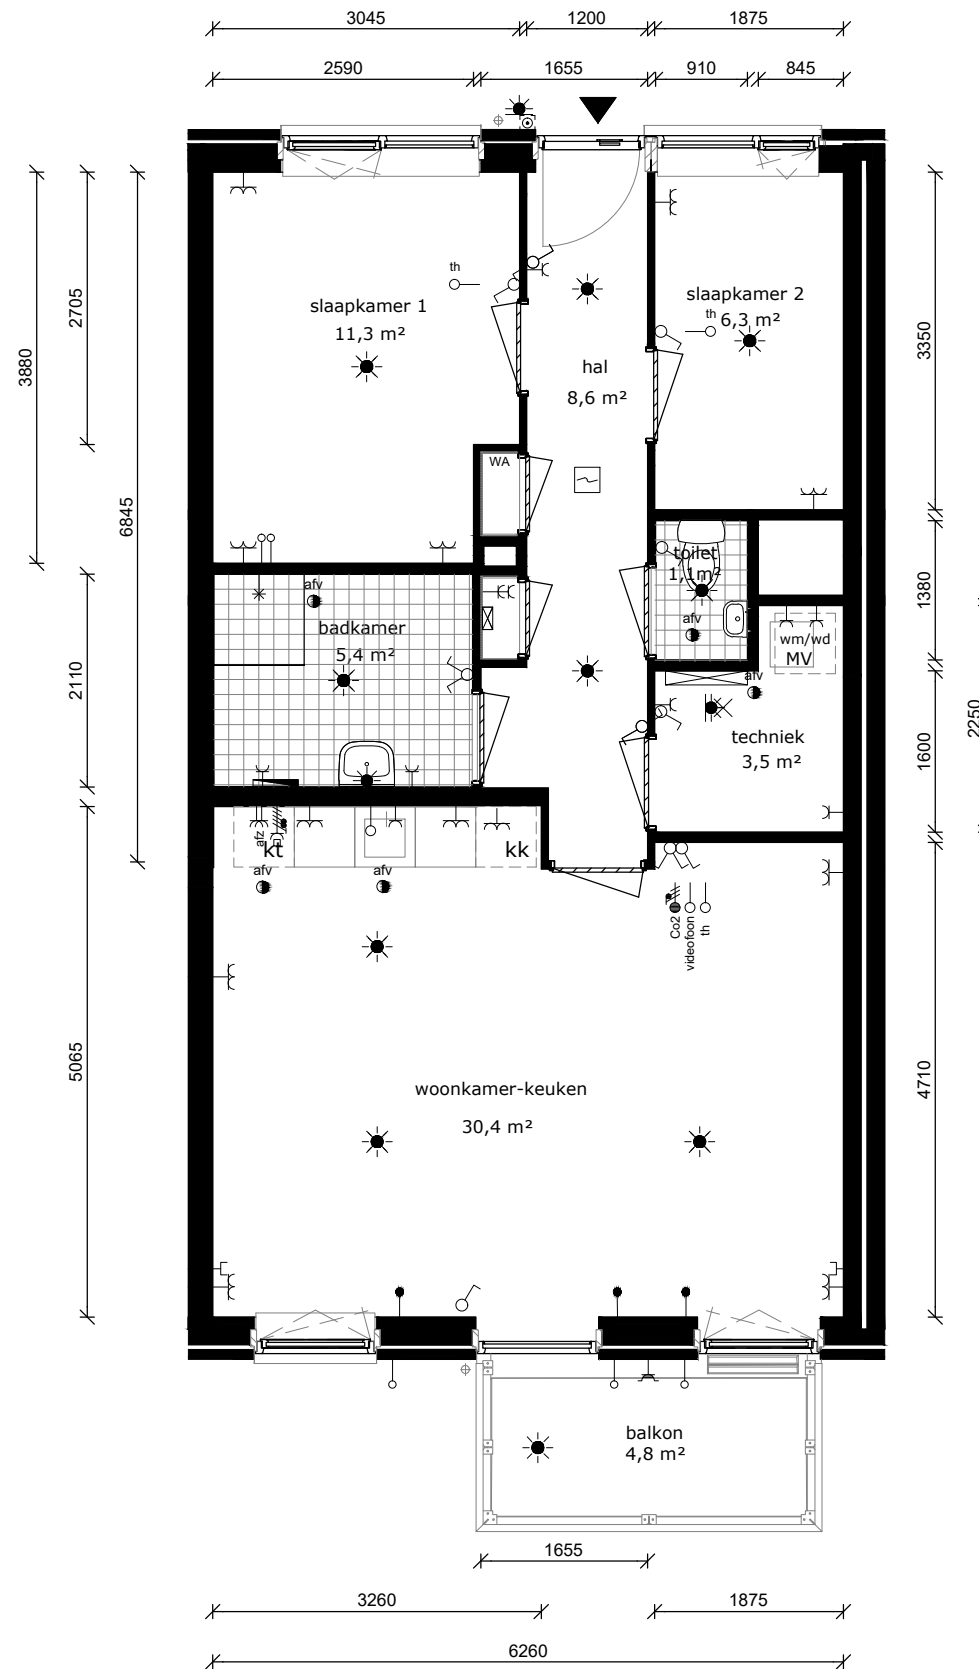 3045
1200
1875
2590
1655
910
845
3880
2705
6845
2110
5065
3350
1380
1600
4710
2250
th
slaapkamer 1
11,3 m²
slaapkamer 2
th
6,3 m²
hal
8,6 m²
WA
toilet
1,1m²
afv
afv
badkamer
5,4 m²
wm/wd
MV
afv
techniek
3,5 m²
afz
kt
kk
afv
afv
Co2
videofoon
th
woonkamer-keuken
30,4 m²
balkon
4,8 m²
1655
3260
1875
6260